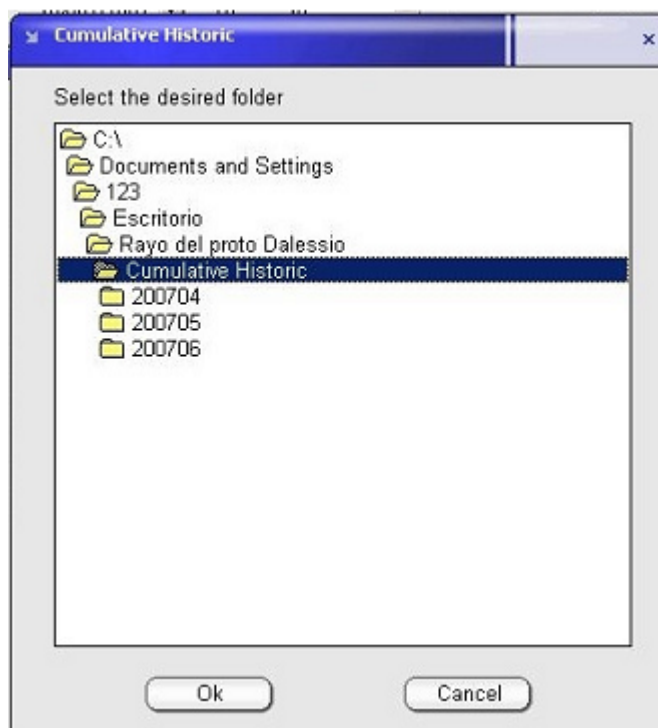 Cumulative Historic
Select the desired folder
C:\
Documents and Settings
123
Escritorio
Rayo del proto Dalessio
Cumulative Historic
200704
200705
200706
Ok
Cancel